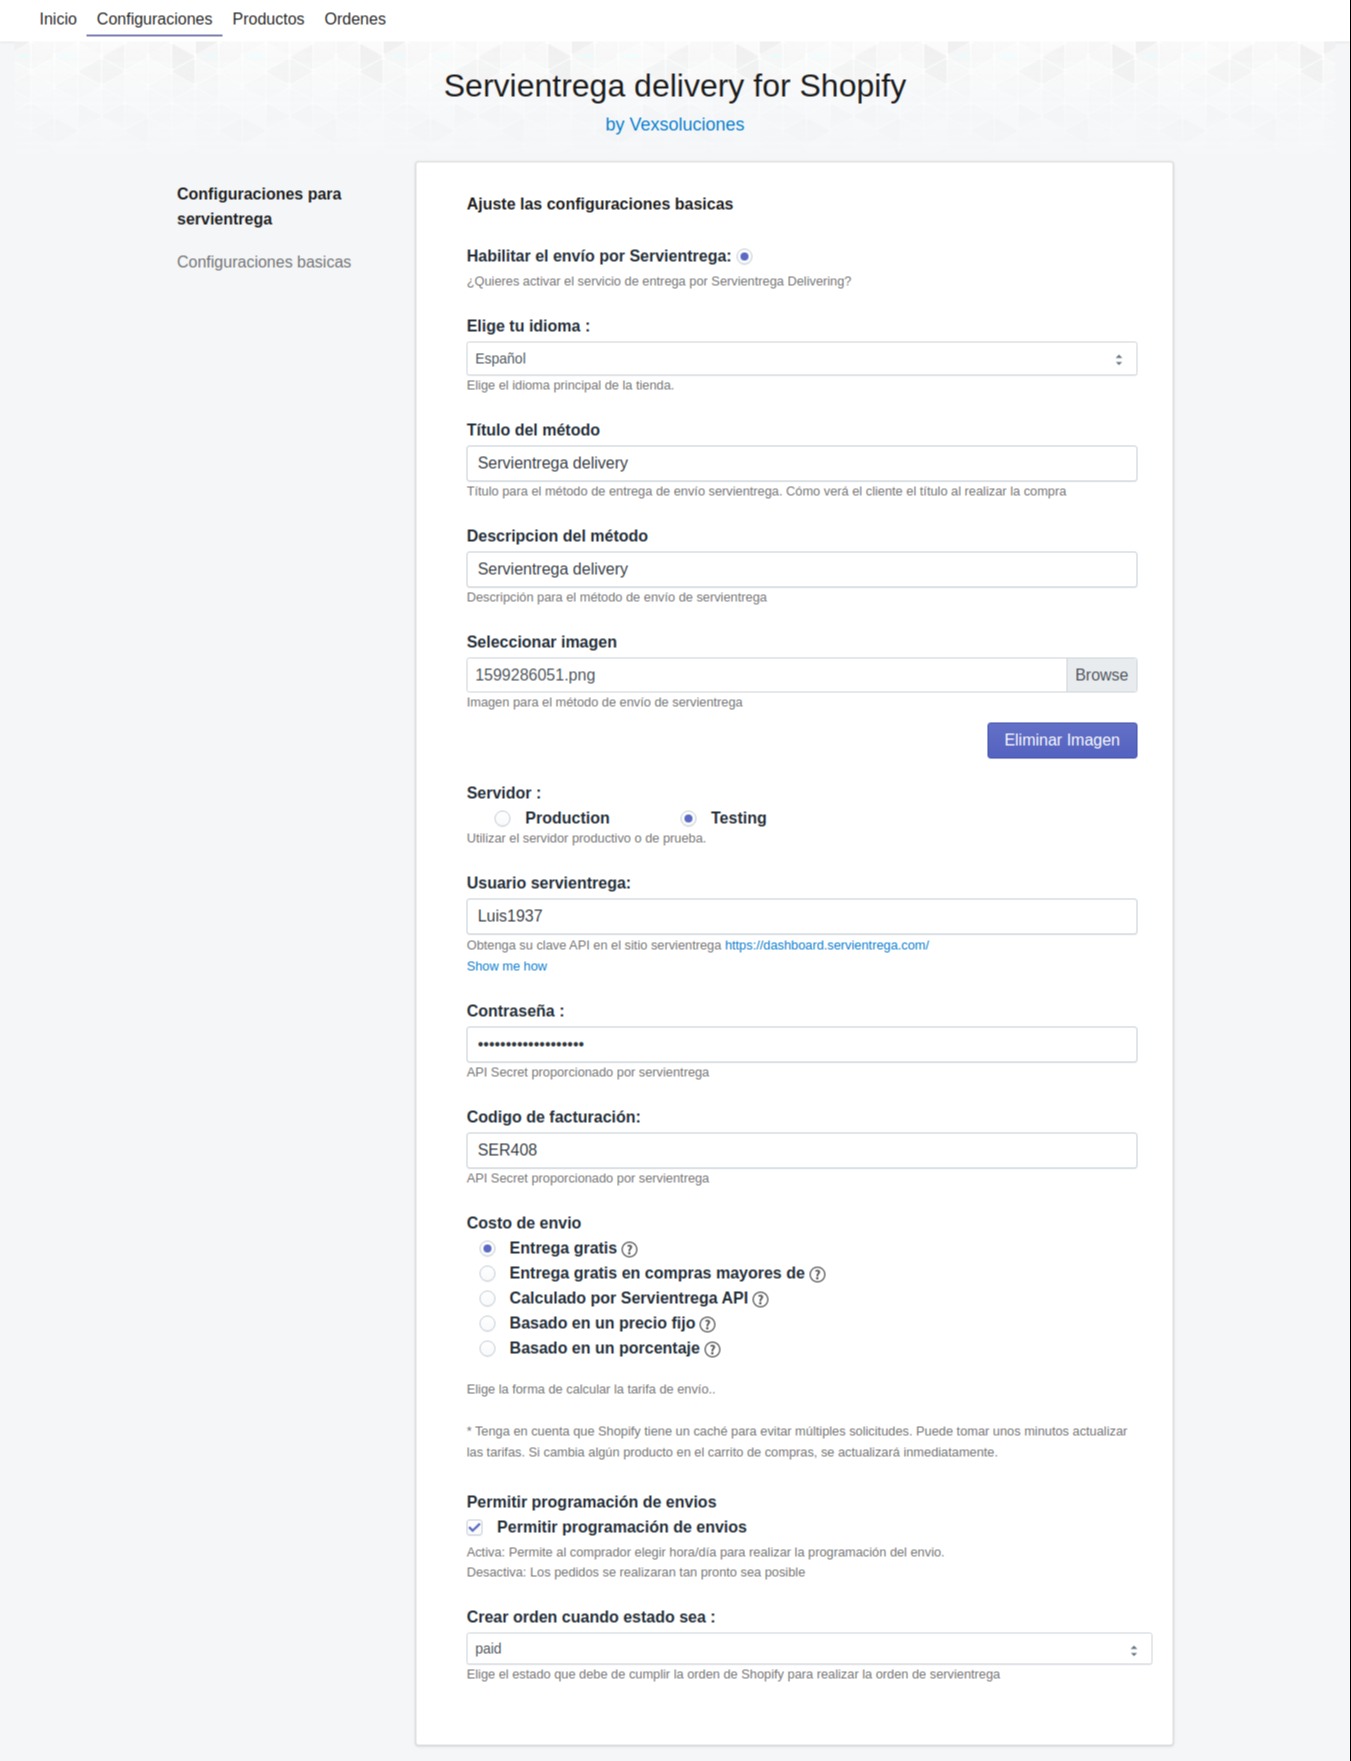 Inicio Configuraciones Productos Ordenes
Servientrega delivery for Shopify
by Vexsoluciones
Configuraciones para
servientrega
Configuraciones basicas
Ajuste las configuraciones basicas
Habilitar el envío por Servientrega:
¿Quieres activar el servicio de entrega por Servientrega Delivering?
Elige tu idioma :
Español
Elige el idioma principal de la tienda.
Título del método
Servientrega delivery
Título para el método de entrega de envío servientrega. Cómo verá el cliente el título al realizar la compra
Descripcion del método
Servientrega delivery
Descripción para el método de envío de servientrega
Seleccionar imagen
1599286051.png Browse
Imagen para el método de envío de servientrega
Eliminar Imagen
Servidor :
Production Testing
Utilizar el servidor productivo o de prueba.
Usuario servientrega:
Luis1937
Obtenga su clave API en el sitio servientrega https://dashboard.servientrega.com/
Show me how
Contraseña :
•••••••••••••••••••
API Secret proporcionado por servientrega
Codigo de facturación:
SER408
API Secret proporcionado por servientrega
Costo de envio
Entrega gratis ?
Entrega gratis en compras mayores de ?
Calculado por Servientrega API ?
Basado en un precio fijo ?
Basado en un porcentaje ?
Elige la forma de calcular la tarifa de envío..
* Tenga en cuenta que Shopify tiene un caché para evitar múltiples solicitudes. Puede tomar unos minutos actualizar
las tarifas. Si cambia algún producto en el carrito de compras, se actualizará inmediatamente.
Permitir programación de envios
Permitir programación de envios
Activa: Permite al comprador elegir hora/día para realizar la programación del envio.
Desactiva: Los pedidos se realizaran tan pronto sea posible
Crear orden cuando estado sea :
paid
Elige el estado que debe de cumplir la orden de Shopify para realizar la orden de servientrega